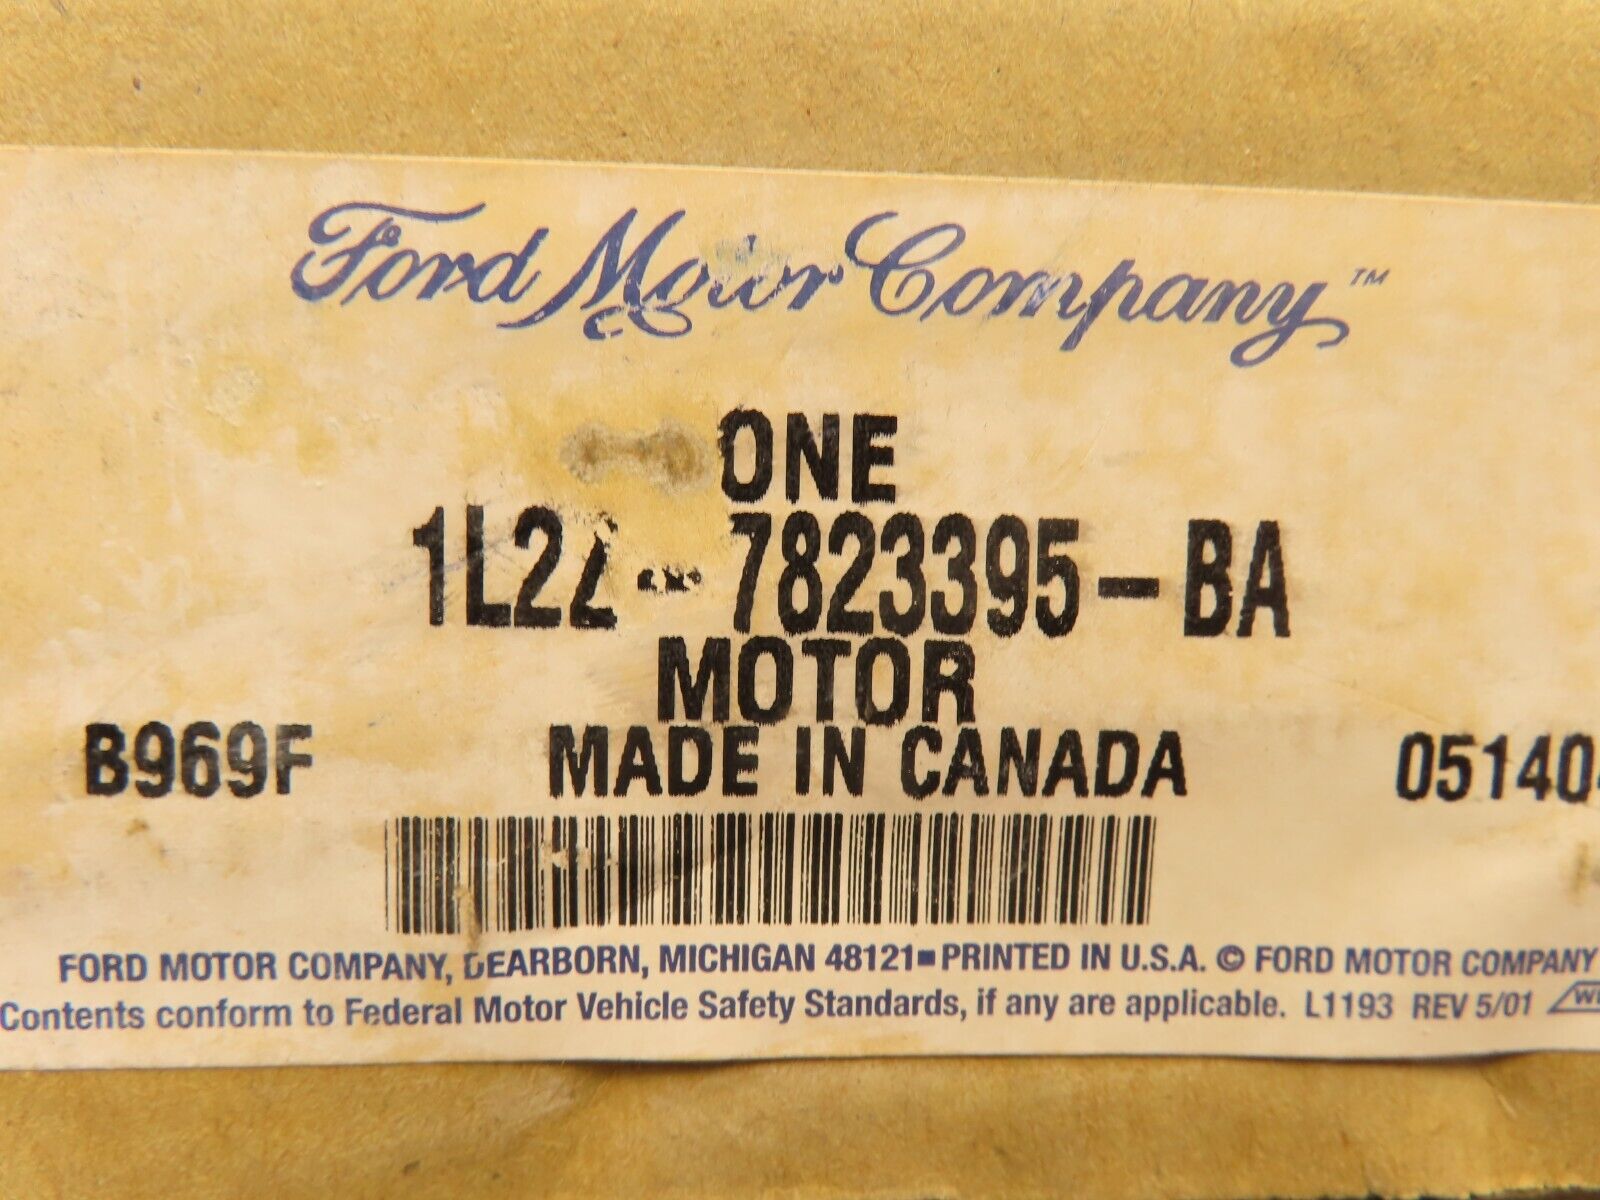 Ford Motor Company™
ONE
1L2Z-7823395-BA
MOTOR
B969F MADE IN CANADA 05140
FORD MOTOR COMPANY, DEARBORN, MICHIGAN 48121 ■ PRINTED IN U.S.A. © FORD MOTOR COMPANY
Contents conform to Federal Motor Vehicle Safety Standards, if any are applicable. L1193 REV 5/01